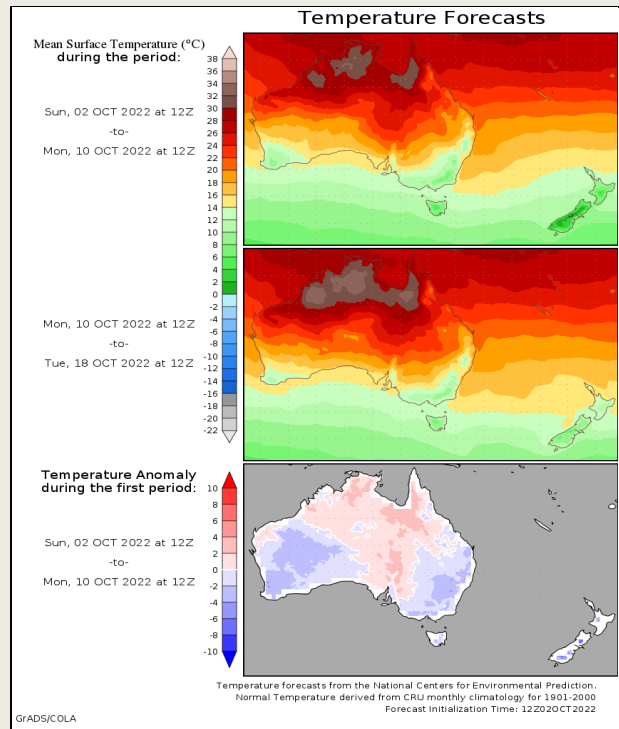 Temperature Forecasts
Mean Surface Temperature (°C)
during the period:
38
36
34
32
30
28
26
24
22
20
18
16
14
12
10
8
6
4
2
0
-2
-4
-6
-8
-10
-12
-14
-16
-18
-20
-22
Sun, 02 OCT 2022 at 12Z
-to-
Mon, 10 OCT 2022 at 12Z
Mon, 10 OCT 2022 at 12Z
-to-
Tue, 18 OCT 2022 at 12Z
Temperature Anomaly
during the first period:
10
8
6
4
2
0
-2
-4
-6
-8
-10
Sun, 02 OCT 2022 at 12Z
-to-
Mon, 10 OCT 2022 at 12Z
Temperature forecasts from the National Centers for Environmental Prediction.
Normal Temperature derived from CRU monthly climatology for 1901-2000
Forecast Initialization Time: 12Z02OCT2022
GrADS/COLA